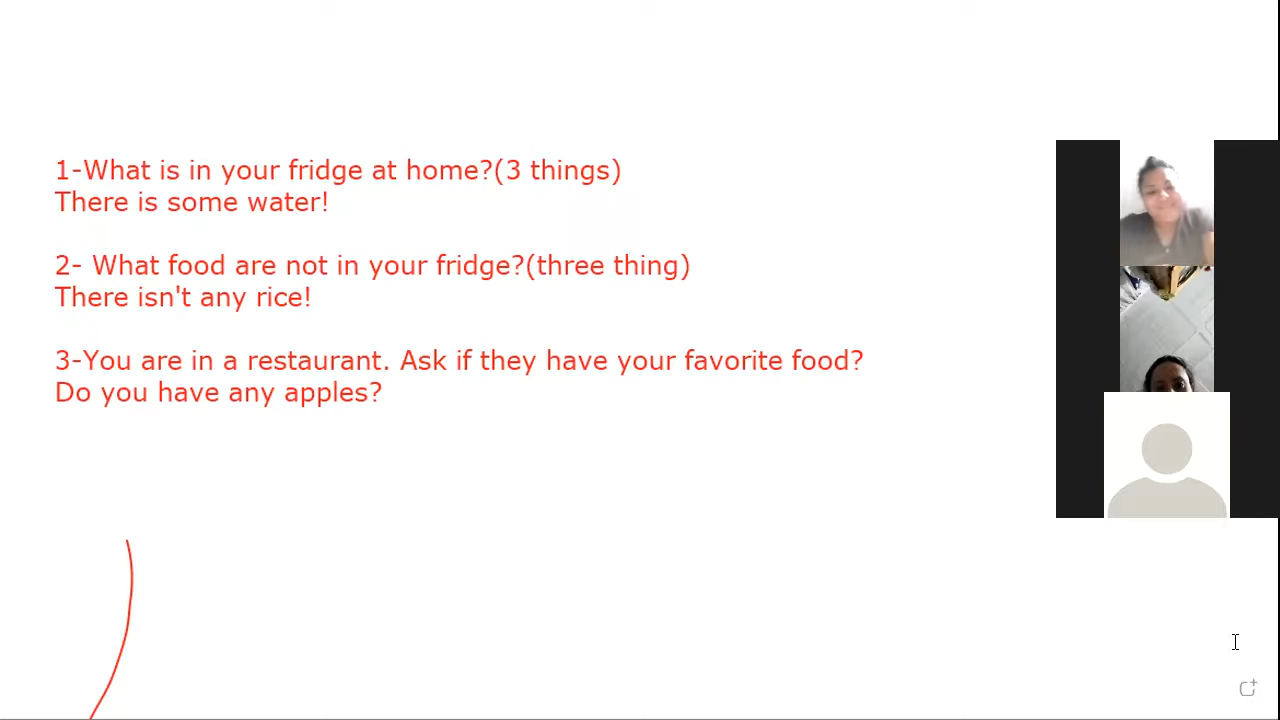 1-What is in your fridge at home?(3 things)
There is some water!
2- What food are not in your fridge?(three thing)
There isn't any rice!
3-You are in a restaurant. Ask if they have your favorite food?
Do you have any apples?